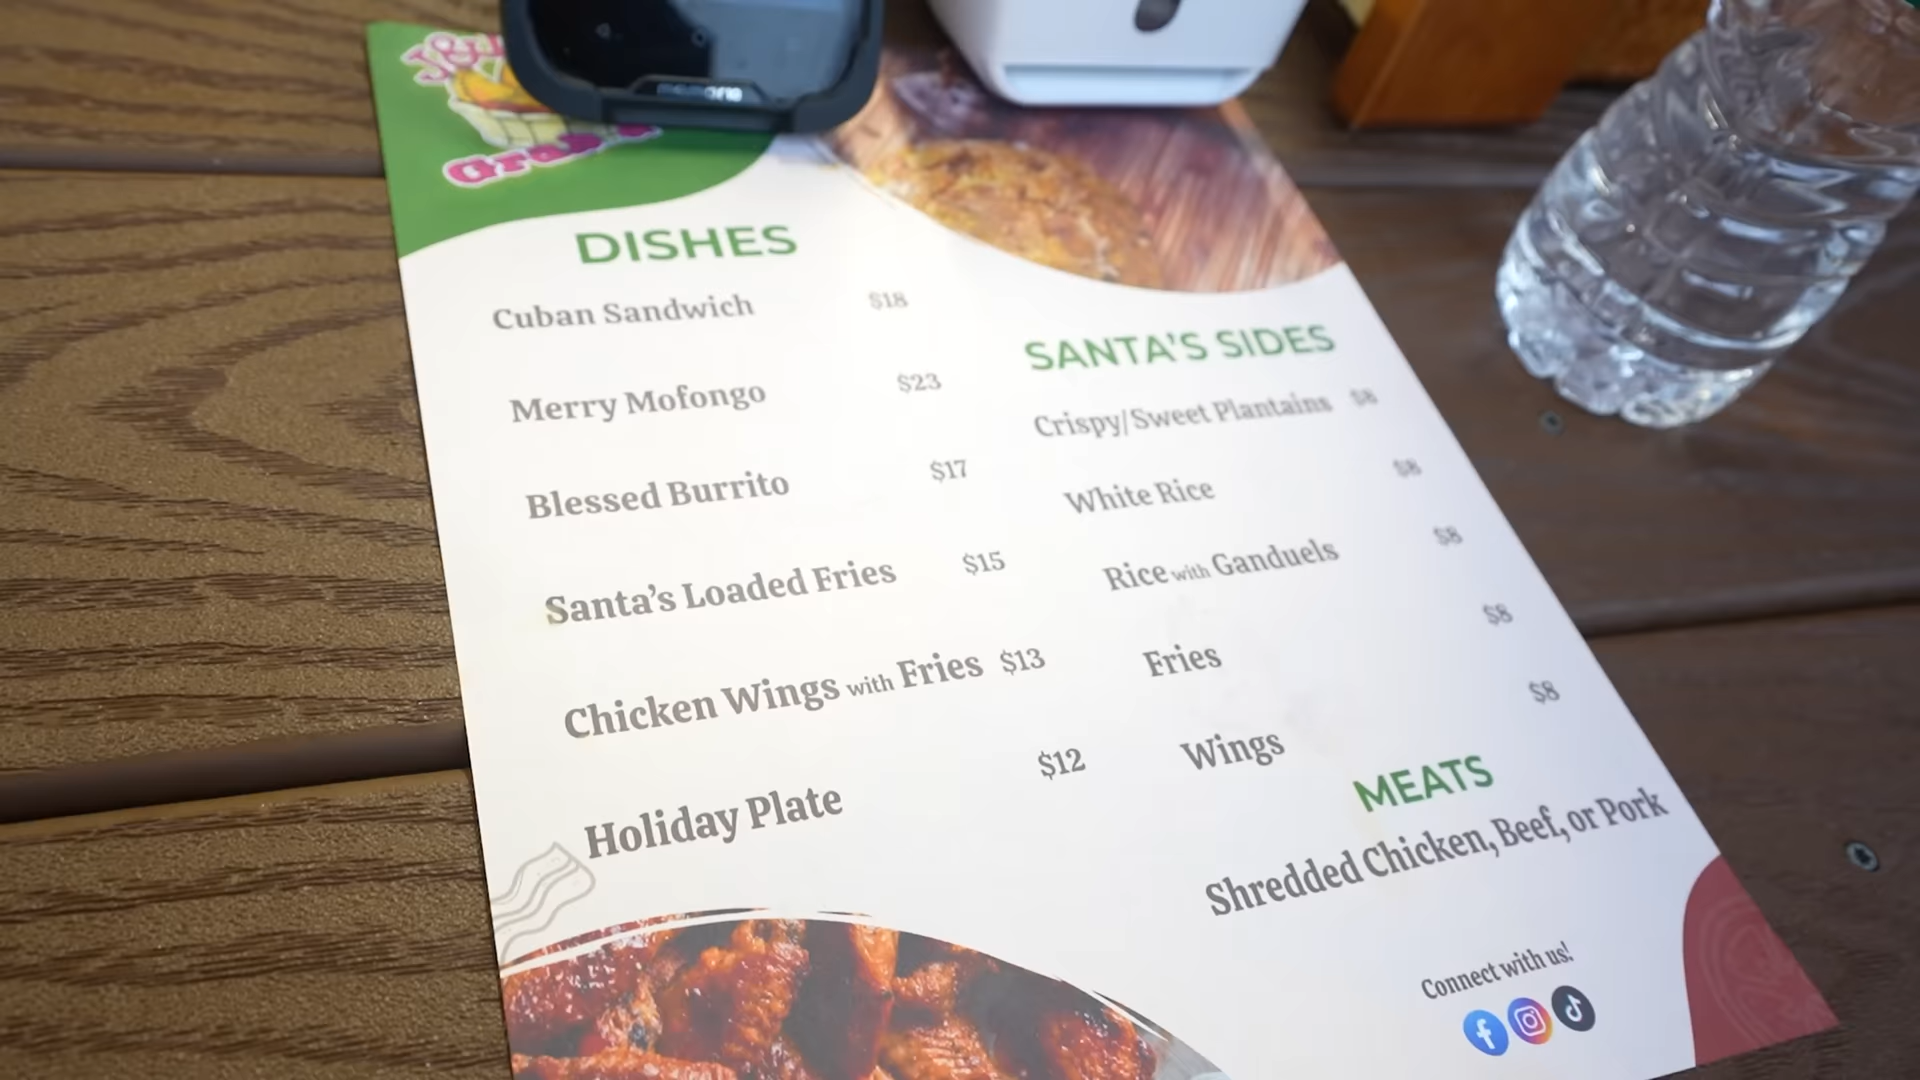 J&
Gra
DISHES
Cuban Sandwich $18
Merry Mofongo $23
Blessed Burrito $17
Santa's Loaded Fries $15
Chicken Wings with Fries $13
Holiday Plate $12
SANTA'S SIDES
Crispy/Sweet Plantains $8
White Rice $8
Rice with Ganduels $8
Fries $8
Wings $8
MEATS
Shredded Chicken, Beef, or Pork
Connect with us!